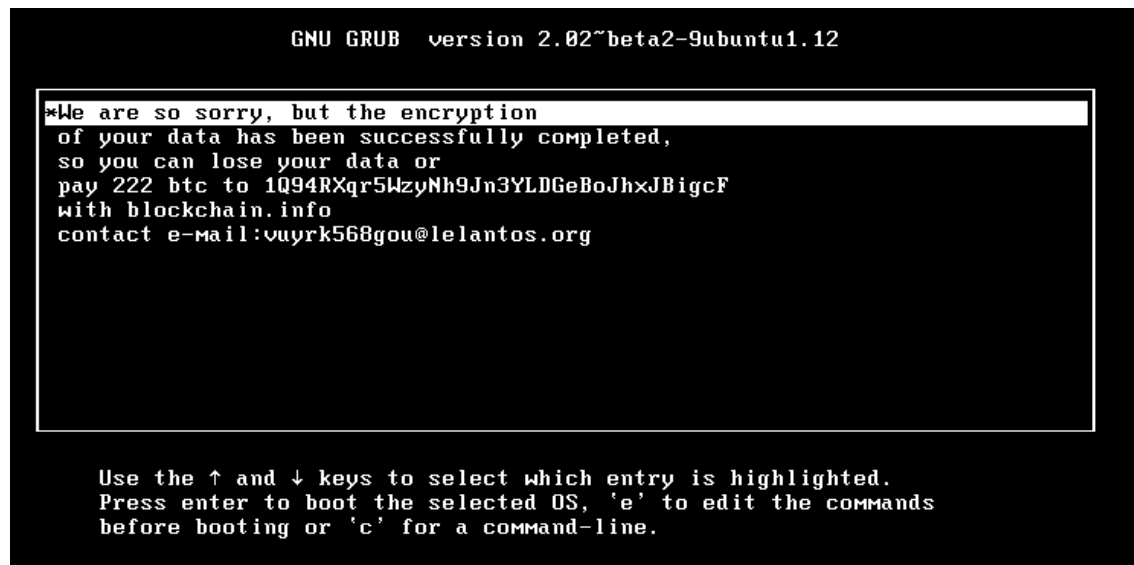 GNU GRUB version 2.02~beta2-9ubuntu1.12
*We are so sorry, but the encryption
of your data has been successfully completed,
so you can lose your data or
pay 222 btc to 1Q94RXqr5WzyNh9Jn3YLDGeBoJhxJBigcF
with blockchain.info
contact e-mail:vuyrk568gou@lelantos.org
Use the ↑ and ↓ keys to select which entry is highlighted.
Press enter to boot the selected OS, `e' to edit the commands
before booting or `c' for a command-line.